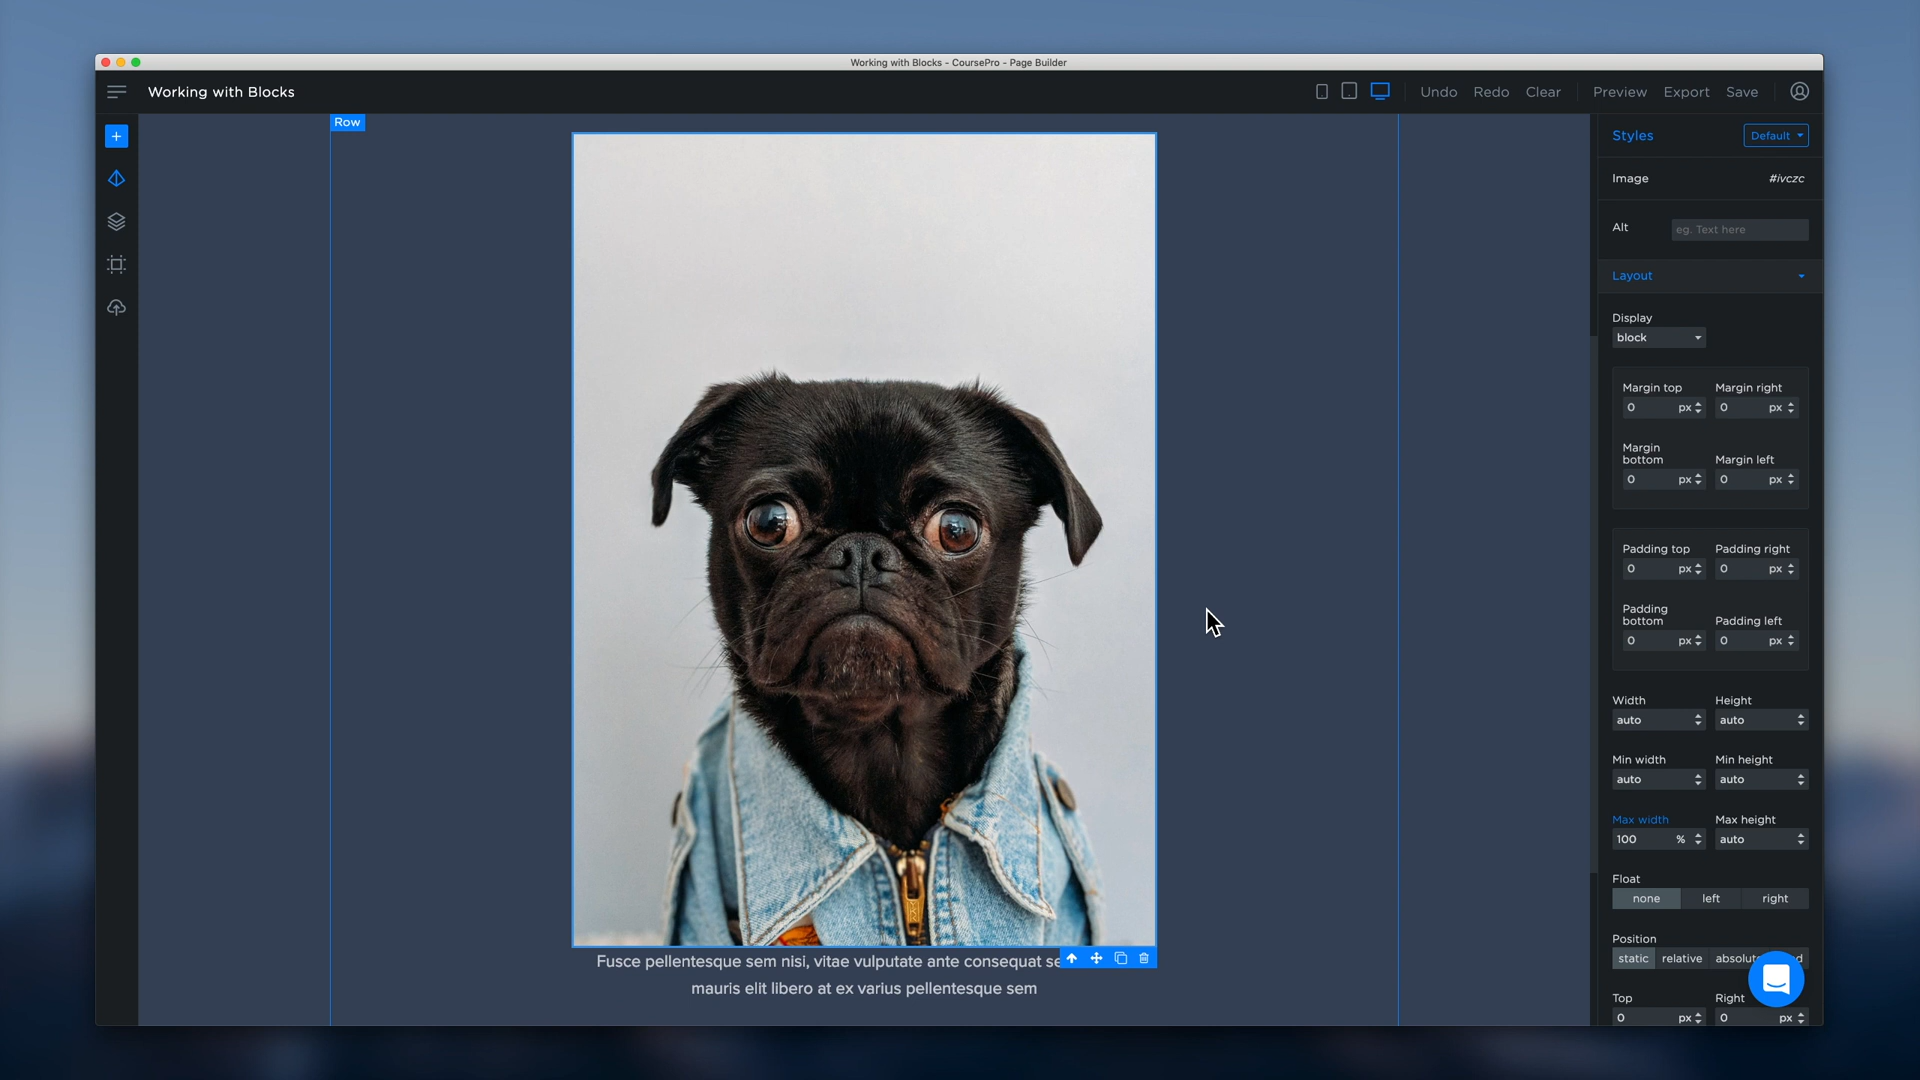 Working with Blocks - CoursePro - Page Builder
Working with Blocks
Undo Redo Clear Preview Export Save
Row
Styles Default
Image #ivczc
Alt eg. Text here
Layout
Display
block
Margin top Margin right
0 px 0 px
Margin
bottom Margin left
0 px 0 px
Padding top Padding right
0 px 0 px
Padding
bottom Padding left
0 px 0 px
Width Height
auto auto
Min width Min height
auto auto
Max width Max height
100 % auto
Float
none left right
Position
static relative
Top Right
0 px 0 px
Fusce pellentesque sem nisi, vitae vulputate ante consequat
mauris elit libero at ex varius pellentesque sem